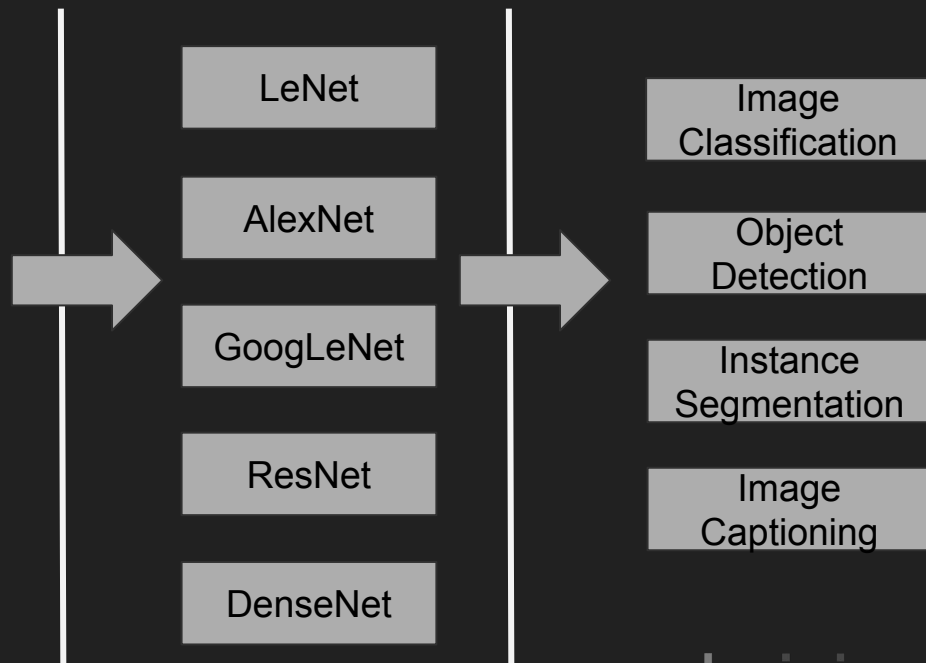 LeNet
AlexNet
GoogLeNet
ResNet
DenseNet
Image
Classification
Object
Detection
Instance
Segmentation
Image
Captioning